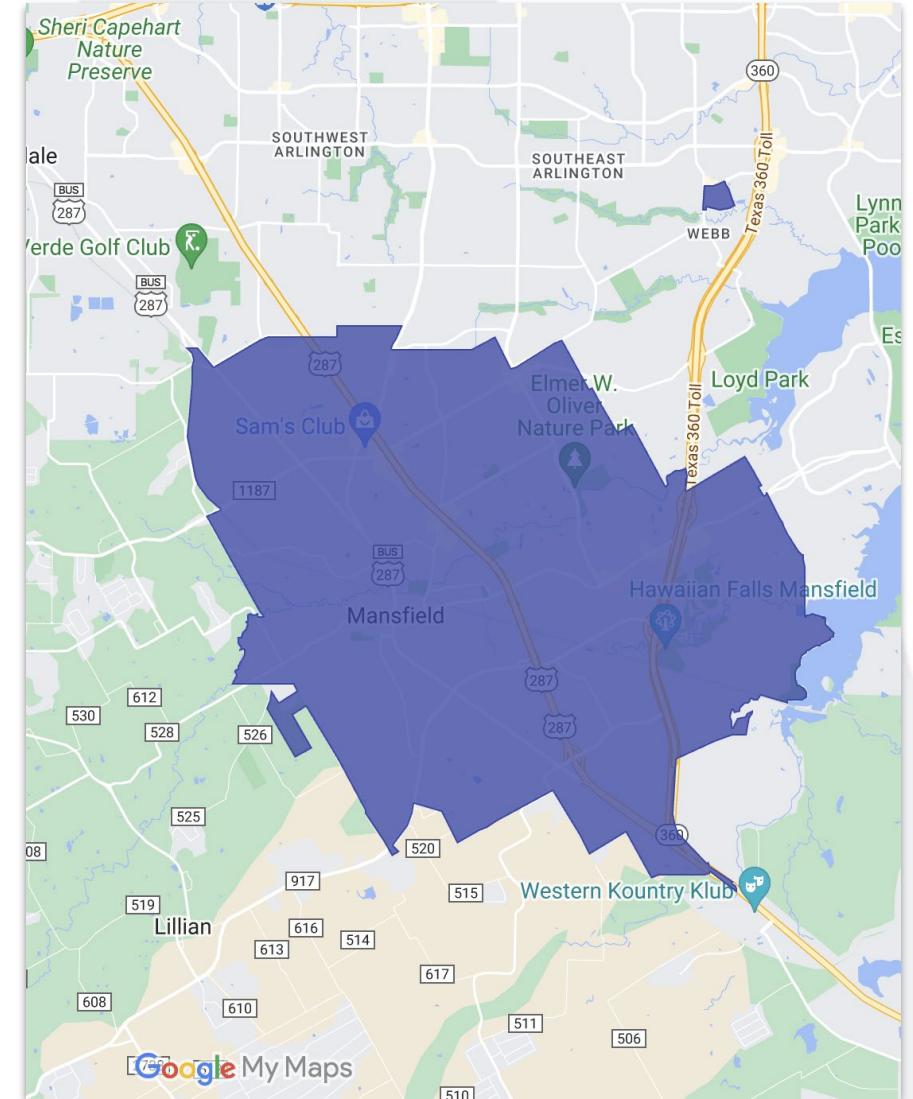 Sheri Capehart
Nature
Preserve
360
SOUTHWEST
ARLINGTON
SOUTHEAST
ARLINGTON
Texas 360 Toll
BUS
287
WEBB
Lynn
Park
Poo
Golf Club
BUS
287
287
Loyd Park
Elmer W.
Oliver
Nature Park
Sam's Club
Texas 360 Toll
1187
BUS
287
Hawaiian Falls Mansfield
Mansfield
287
612
530
528
526
287
525
360
520
08
917
515
Western Kountry Klub
519
Lillian
616
613
514
617
608
610
511
506
Google My Maps
510